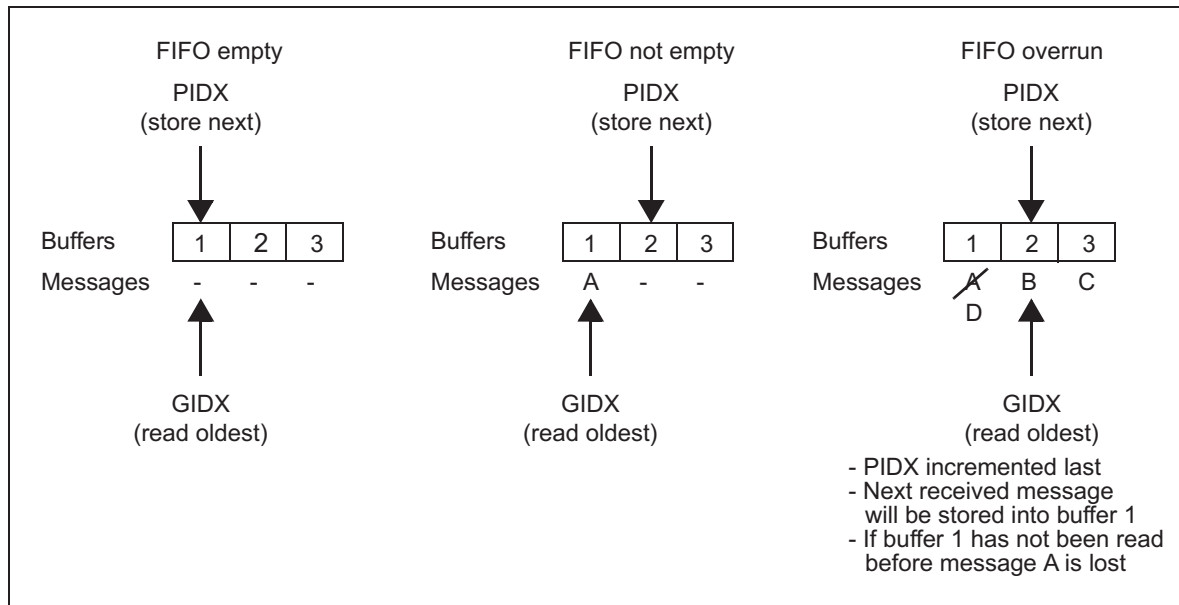 FIFO empty
PIDX
(store next)
Buffers 1 2 3
Messages - - -
GIDX
(read oldest)
FIFO not empty
PIDX
(store next)
Buffers 1 2 3
Messages A - -
GIDX
(read oldest)
FIFO overrun
PIDX
(store next)
Buffers 1 2 3
Messages A B C
D
GIDX
(read oldest)
- PIDX incremented last
- Next received message
will be stored into buffer 1
- If buffer 1 has not been read
before message A is lost